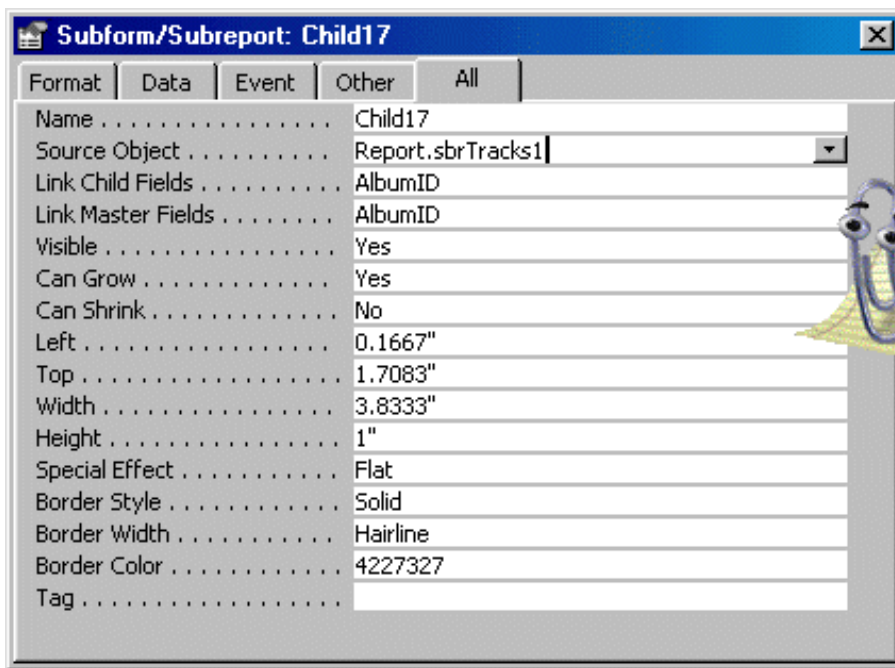 Subform/Subreport: Child17
Format Data Event Other All
Name . . . . . . . . . . . . . . . . Child17
Source Object . . . . . . . . . . Report.sbrTracks1
Link Child Fields . . . . . . . . . AlbumID
Link Master Fields . . . . . . . . AlbumID
Visible . . . . . . . . . . . . . . . . Yes
Can Grow . . . . . . . . . . . . . Yes
Can Shrink . . . . . . . . . . . . . No
Left . . . . . . . . . . . . . . . . . 0.1667"
Top . . . . . . . . . . . . . . . . . . 1.7083"
Width . . . . . . . . . . . . . . . . 3.8333"
Height . . . . . . . . . . . . . . . . 1"
Special Effect . . . . . . . . . . . Flat
Border Style . . . . . . . . . . . . Solid
Border Width . . . . . . . . . . . Hairline
Border Color . . . . . . . . . . . . 4227327
Tag . . . . . . . . . . . . . . . . . .